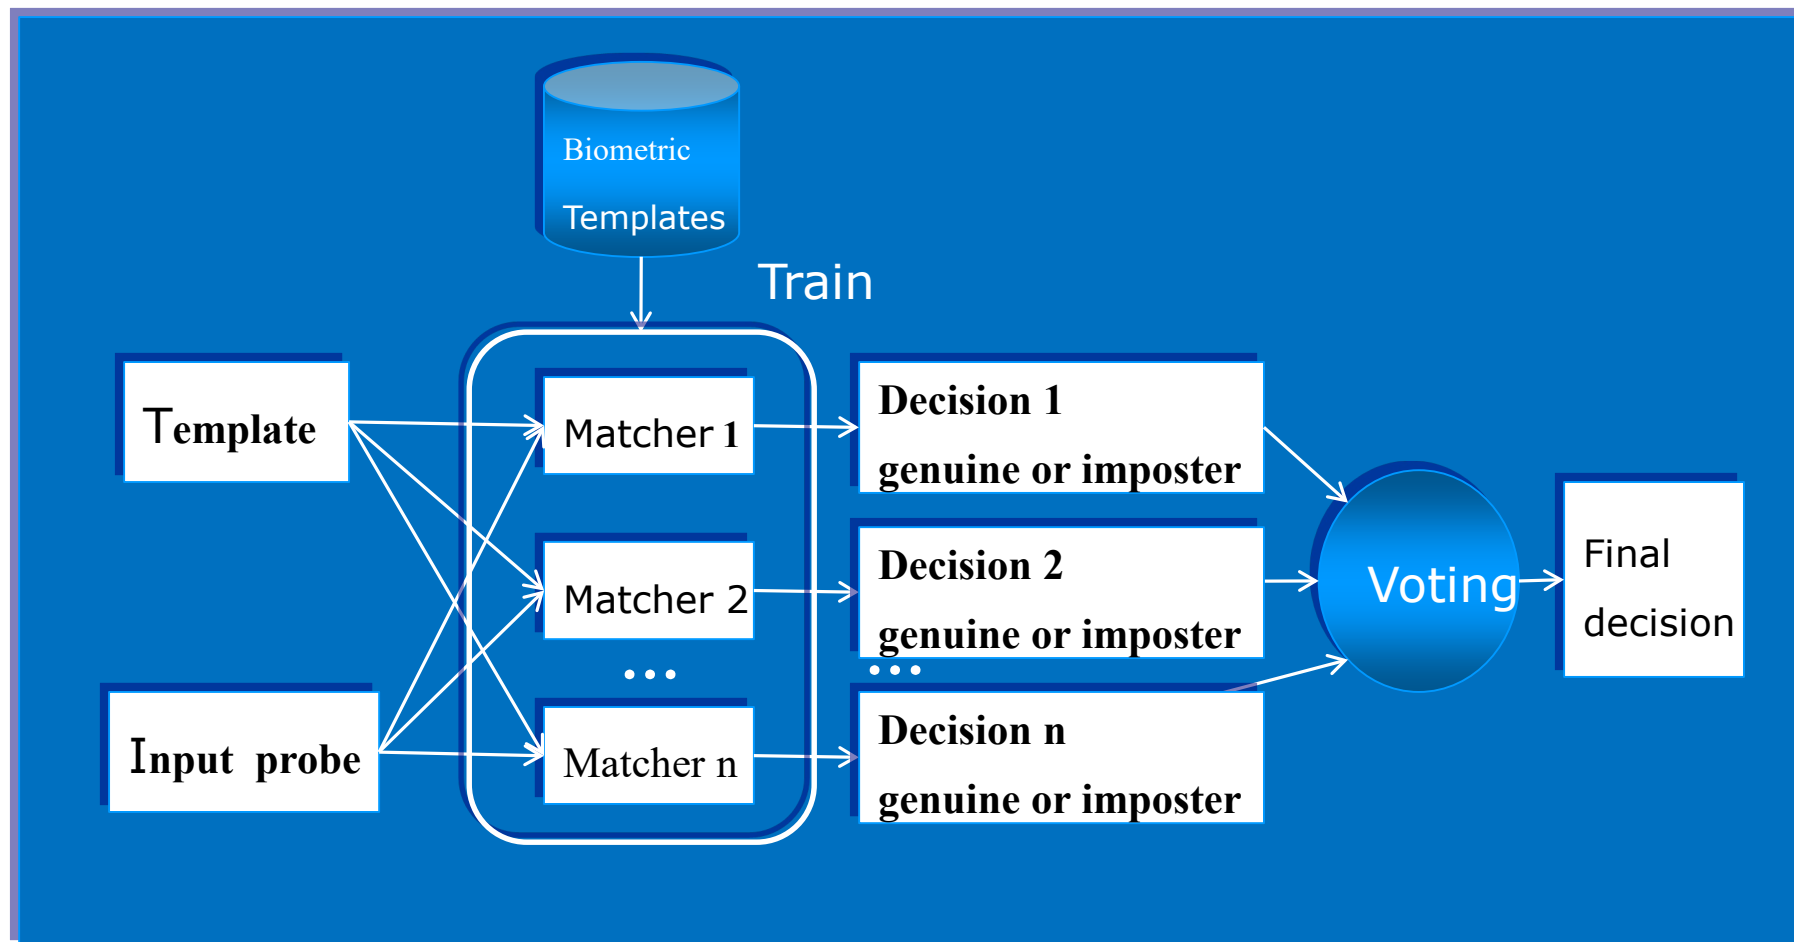 Biometric
Templates
Train
Template
Input probe
Matcher 1
Matcher 2
...
Matcher n
Decision 1
genuine or imposter
Decision 2
genuine or imposter
...
Decision n
genuine or imposter
Voting
Final
decision